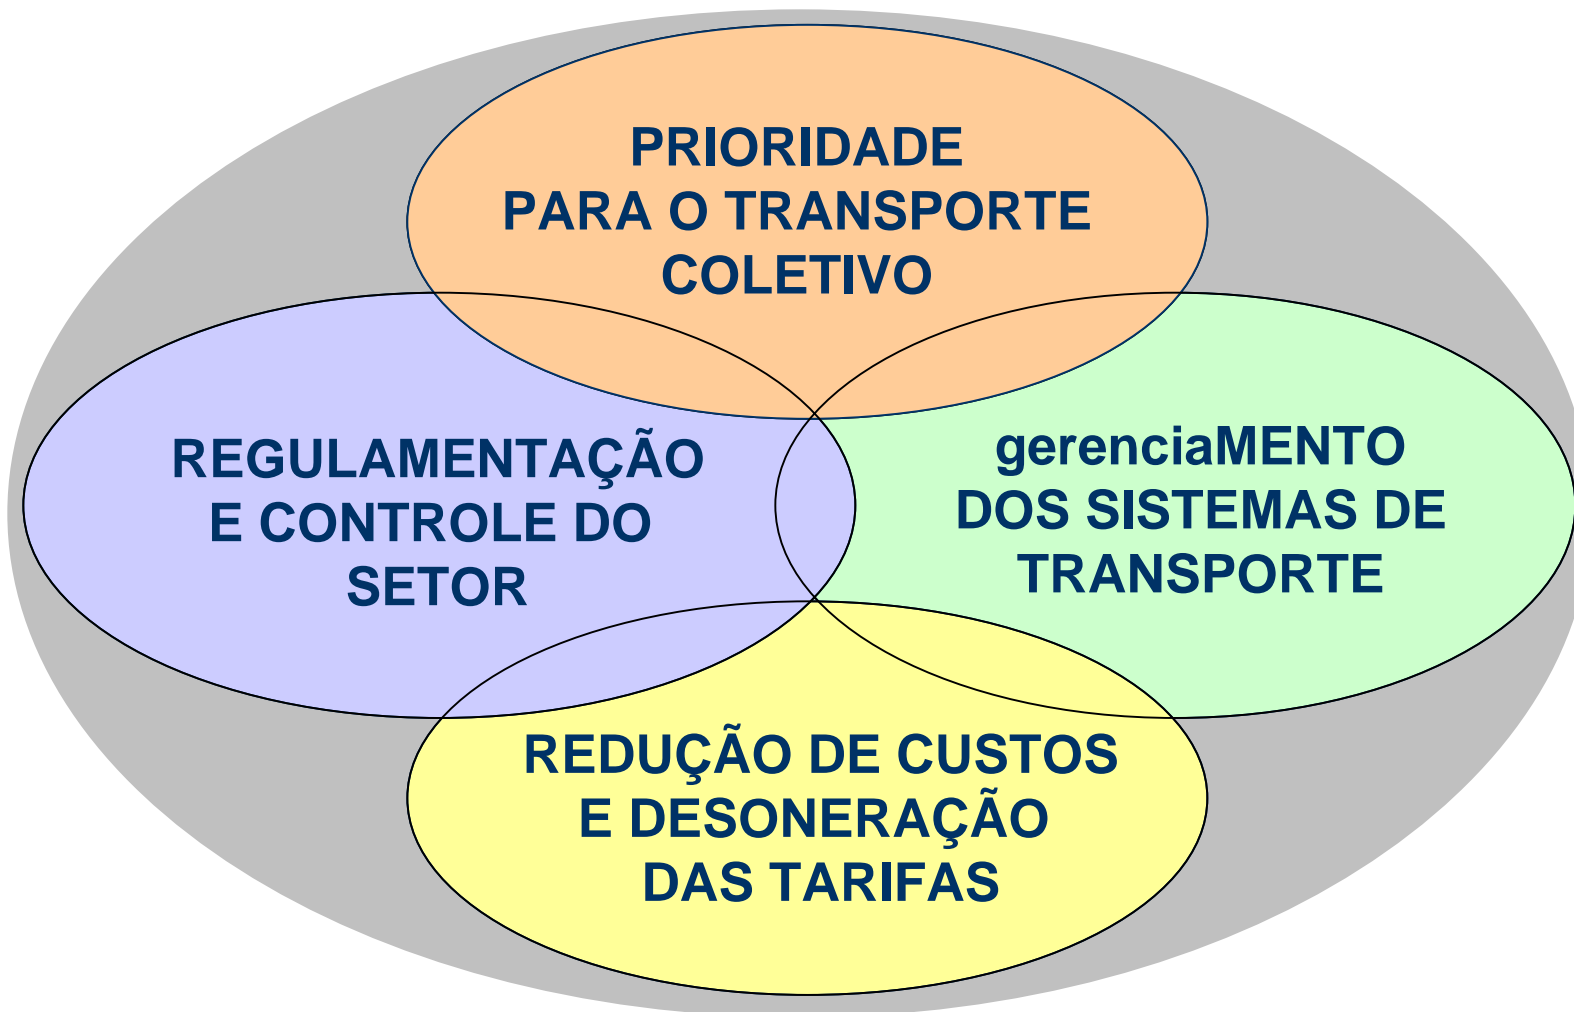 PRIORIDADE
PARA O TRANSPORTE
COLETIVO
REGULAMENTAÇÃO
E CONTROLE DO
SETOR
gerenciaMENTO
DOS SISTEMAS DE
TRANSPORTE
REDUÇÃO DE CUSTOS
E DESONERAÇÃO
DAS TARIFAS